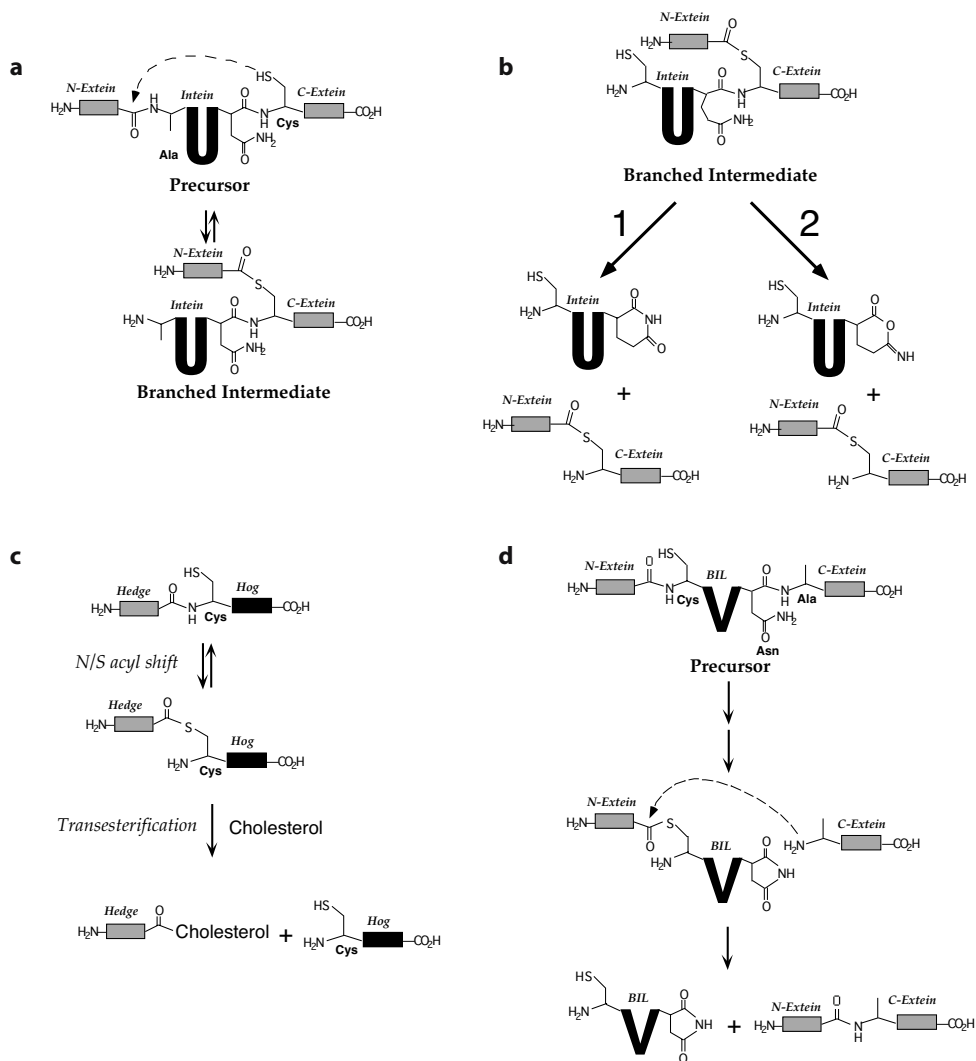 a
N-Extein
H₂N
O
H
N
Intein
Ala
O
N
H
HS
Cys
NH₂
O
C-Extein
CO₂H
Precursor
N-Extein
H₂N
O
S
Intein
H₂N
O
N
H
NH₂
O
C-Extein
CO₂H
Branched Intermediate
b
N-Extein
H₂N
O
S
HS
H₂N
Intein
O
N
H
NH₂
O
C-Extein
CO₂H
Branched Intermediate
1
2
HS
H₂N
Intein
O
NH
O
+
N-Extein
H₂N
O
S
C-Extein
H₂N
CO₂H
HS
H₂N
Intein
O
O
NH
+
N-Extein
H₂N
O
S
C-Extein
H₂N
CO₂H
c
Hedge
H₂N
O
N
H
HS
Cys
Hog
CO₂H
N/S acyl shift
Hedge
H₂N
O
S
H₂N
Cys
Hog
CO₂H
Transesterification
Cholesterol
Hedge
H₂N
O
Cholesterol
+
HS
H₂N
Cys
Hog
CO₂H
d
N-Extein
H₂N
O
N
H
HS
Cys
BIL
O
N
H
Ala
NH₂
O
Asn
C-Extein
CO₂H
Precursor
N-Extein
H₂N
O
S
H₂N
BIL
O
NH
O
H₂N
C-Extein
CO₂H
HS
H₂N
BIL
O
NH
O
+
N-Extein
H₂N
O
N
H
C-Extein
CO₂H